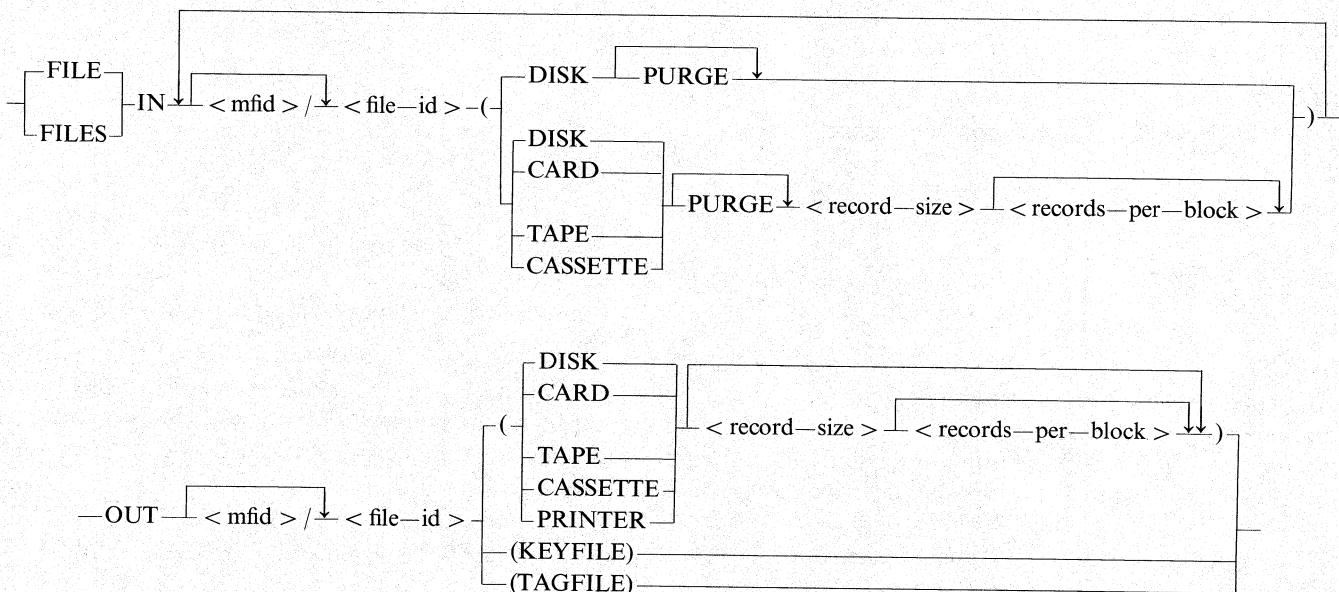 FILE
FILES
IN < mfid > / < file—id > (
DISK PURGE
DISK
CARD
TAPE
CASSETTE
PURGE < record—size > < records—per—block >
)
OUT < mfid > / < file—id >
(
DISK
CARD
TAPE
CASSETTE
PRINTER
< record—size > < records—per—block > )
(KEYFILE)
(TAGFILE)